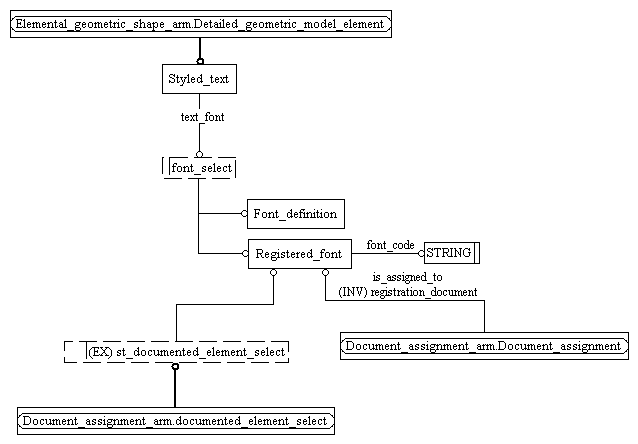 Elemental_geometric_shape_arm.Detailed_geometric_model_element
Styled_text
text_font
font_select
Font_definition
Registered_font
font_code
STRING
is_assigned_to
(INV) registration_document
(EX) st_documented_element_select
Document_assignment_arm.Document_assignment
Document_assignment_arm.documented_element_select